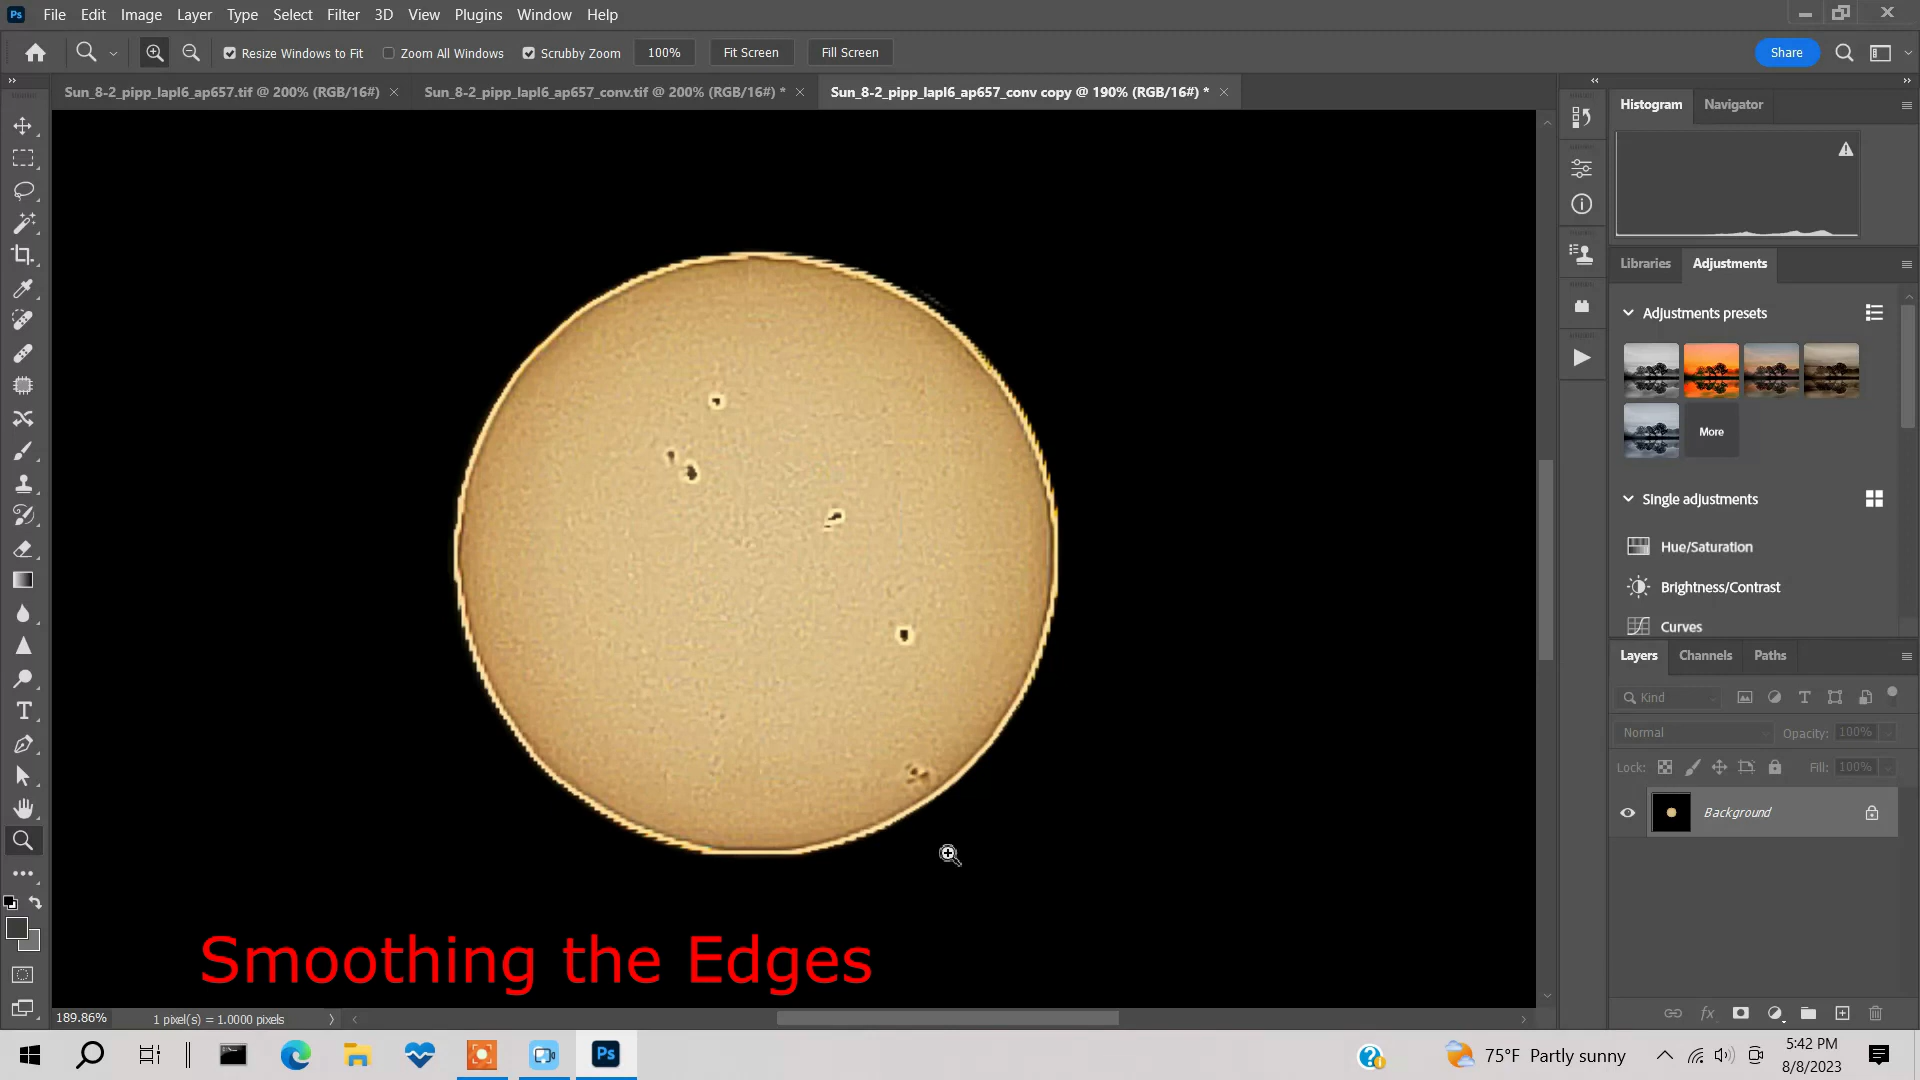 Ps File Edit Image Layer Type Select Filter 3D View Plugins Window Help
Resize Windows to Fit Zoom All Windows Scrubby Zoom 100% Fit Screen Fill Screen Share
Sun_8-2_pipp_lapl6_ap657.tif @ 200% (RGB/16#) Sun_8-2_pipp_lapl6_ap657_conv.tif @ 200% (RGB/16#) * Sun_8-2_pipp_lapl6_ap657_conv copy @ 190% (RGB/16#) *
Histogram Navigator
Libraries Adjustments
Adjustments presets
More
Single adjustments
Hue/Saturation
Brightness/Contrast
Curves
Layers Channels Paths
Kind
Normal Opacity: 100%
Lock: Fill: 100%
Background
Smoothing the Edges
189.86% 1 pixel(s) = 1.0000 pixels
Ps 75°F Partly sunny 5:42 PM
8/8/2023